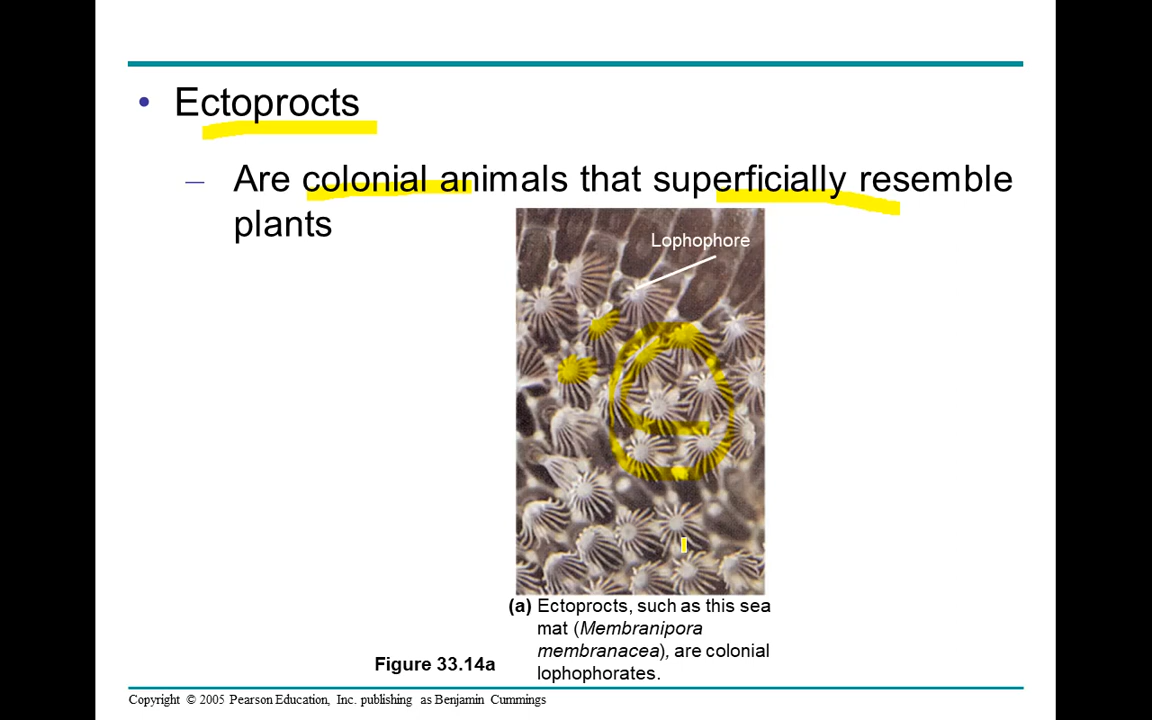 • Ectoprocts
– Are colonial animals that superficially resemble
plants
Lophophore
(a) Ectoprocts, such as this sea
mat (Membranipora
membranacea), are colonial
lophophorates.
Figure 33.14a
Copyright © 2005 Pearson Education, Inc. publishing as Benjamin Cummings